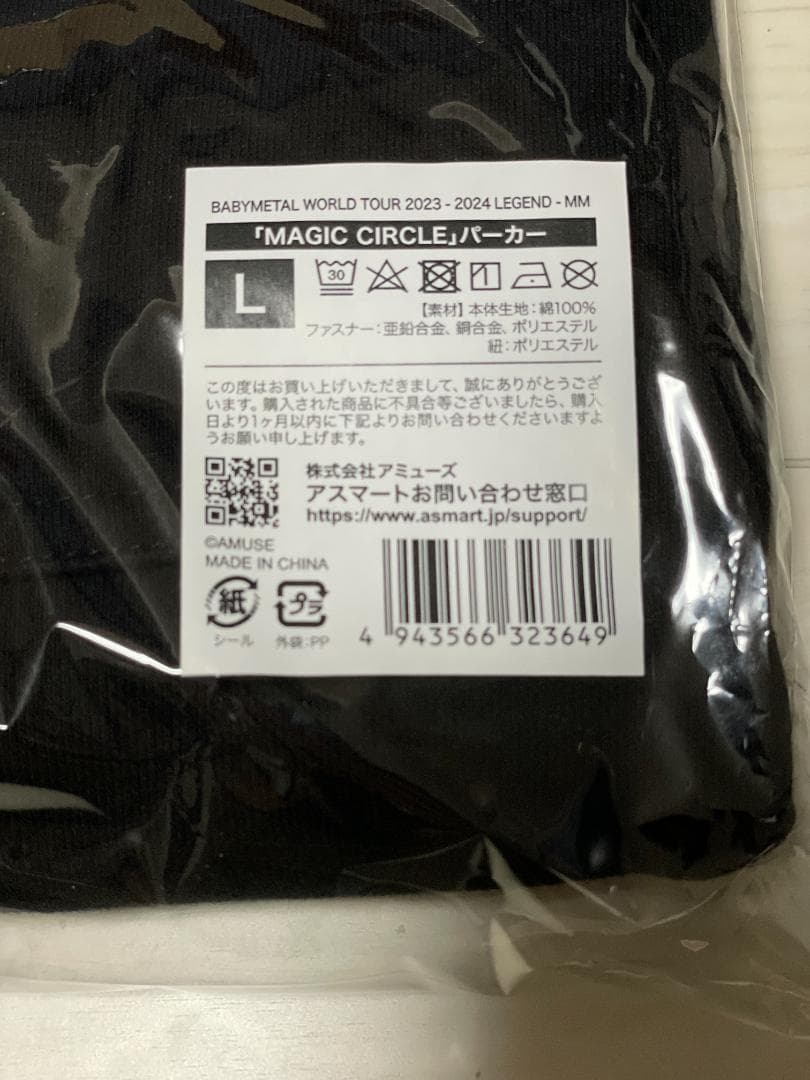 BABYMETAL WORLD TOUR 2023 - 2024 LEGEND - MM
「MAGIC CIRCLE」パーカー
L
30
【素材】本体生地：綿100%
ファスナー：亜鉛合金、銅合金、ポリエステル
紐：ポリエステル
この度はお買い上げいただきまして、誠にありがとうござ
います。購入された商品に不具合等ございましたら、購入
日より1ヶ月以内に下記よりお問い合わせくださいますよ
うお願い申し上げます。
株式会社アミューズ
アスマートお問い合わせ窓口
https://www.asmart.jp/support/
©AMUSE
MADE IN CHINA
紙
プラ
シール
外袋：PP
4 943566 323649